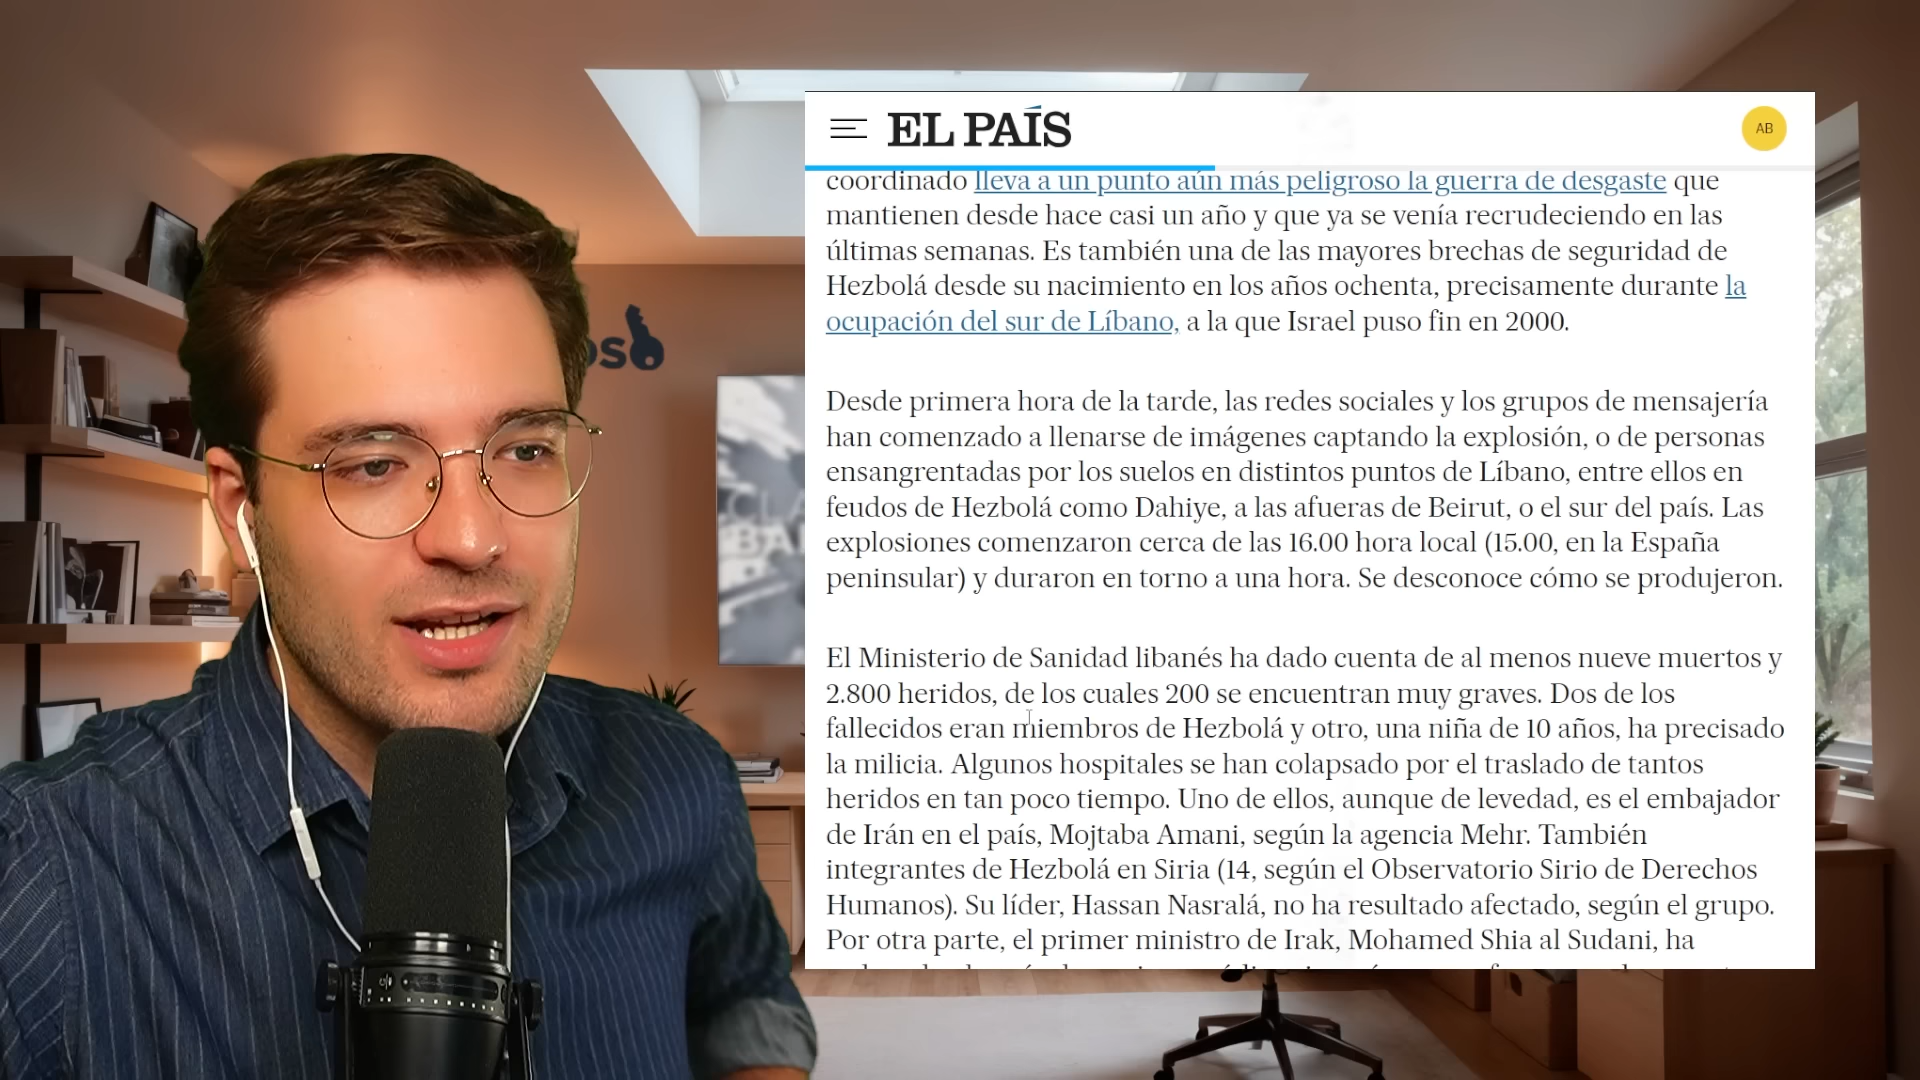 EL PAÍS
AB
coordinado lleva a un punto aún más peligroso la guerra de desgaste que
mantienen desde hace casi un año y que ya se venía recrudeciendo en las
últimas semanas. Es también una de las mayores brechas de seguridad de
Hezbolá desde su nacimiento en los años ochenta, precisamente durante la
ocupación del sur de Líbano, a la que Israel puso fin en 2000.
Desde primera hora de la tarde, las redes sociales y los grupos de mensajería
han comenzado a llenarse de imágenes captando la explosión, o de personas
ensangrentadas por los suelos en distintos puntos de Líbano, entre ellos en
feudos de Hezbolá como Dahiye, a las afueras de Beirut, o el sur del país. Las
explosiones comenzaron cerca de las 16.00 hora local (15.00, en la España
peninsular) y duraron en torno a una hora. Se desconoce cómo se produjeron.
El Ministerio de Sanidad libanés ha dado cuenta de al menos nueve muertos y
2.800 heridos, de los cuales 200 se encuentran muy graves. Dos de los
fallecidos eran miembros de Hezbolá y otro, una niña de 10 años, ha precisado
la milicia. Algunos hospitales se han colapsado por el traslado de tantos
heridos en tan poco tiempo. Uno de ellos, aunque de levedad, es el embajador
de Irán en el país, Mojtaba Amani, según la agencia Mehr. También
integrantes de Hezbolá en Siria (14, según el Observatorio Sirio de Derechos
Humanos). Su líder, Hassan Nasralá, no ha resultado afectado, según el grupo.
Por otra parte, el primer ministro de Irak, Mohamed Shia al Sudani, ha